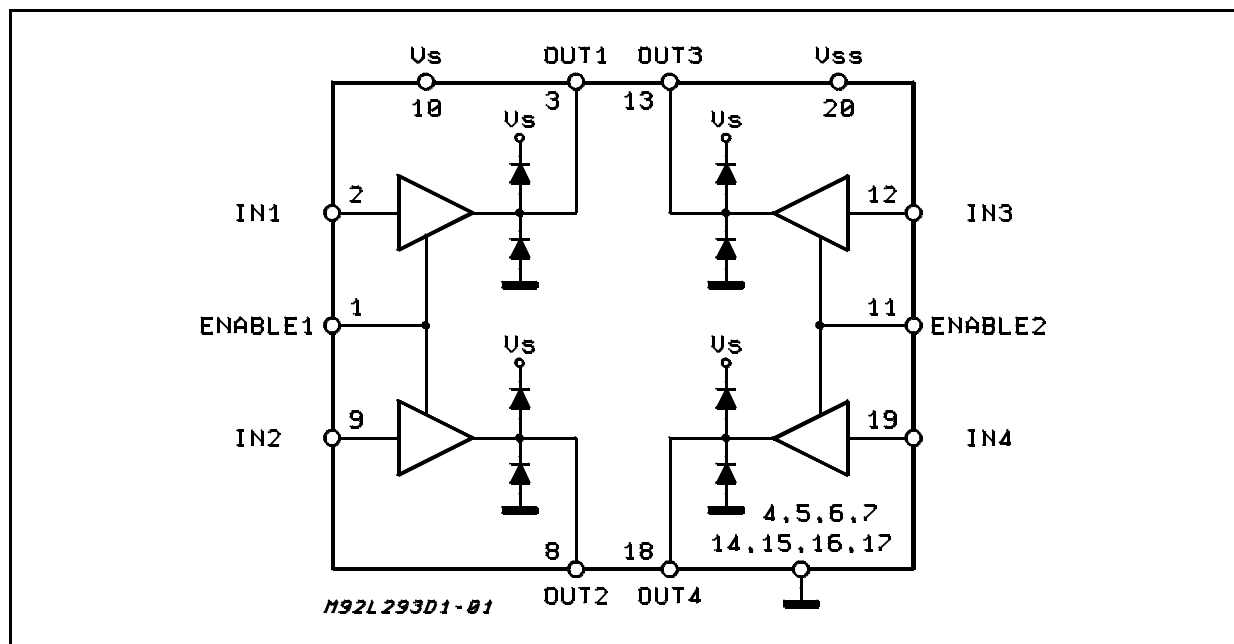 Vs
OUT1
OUT3
Vss
10
3
13
20
Vs
Vs
IN1
2
12
IN3
ENABLE1
1
11
ENABLE2
Vs
Vs
IN2
9
19
IN4
4,5,6,7
8
18
14,15,16,17
OUT2
OUT4
M92L293D1-01